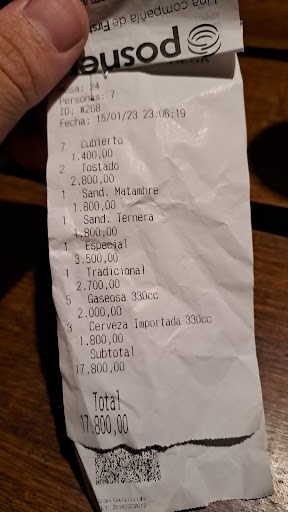 Una compañía de First
posnet
Mesa: 24
Personas: 7
ID: #268
Fecha: 15/01/23 23:06:19
7 Cubierto
1.400,00
2 Tostado
2.800,00
1 Sand. Matambre
1.800,00
1 Sand. Ternera
1.800,00
1 Especial
3.500,00
1 Tradicional
2.700,00
5 Gaseosa 330cc
2.000,00
3 Cerveza Importada 330cc
1.800,00
Subtotal
17.800,00
Total
17.800,00